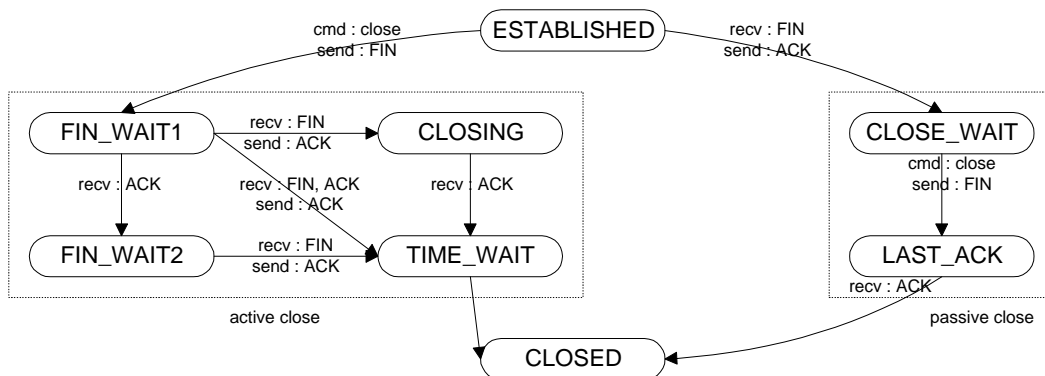 ESTABLISHED
cmd : close
send : FIN
recv : FIN
send : ACK
FIN_WAIT1
recv : FIN
send : ACK
CLOSING
CLOSE_WAIT
recv : ACK
recv : FIN, ACK
send : ACK
recv : ACK
cmd : close
send : FIN
FIN_WAIT2
recv : FIN
send : ACK
TIME_WAIT
LAST_ACK
recv : ACK
active close
passive close
CLOSED